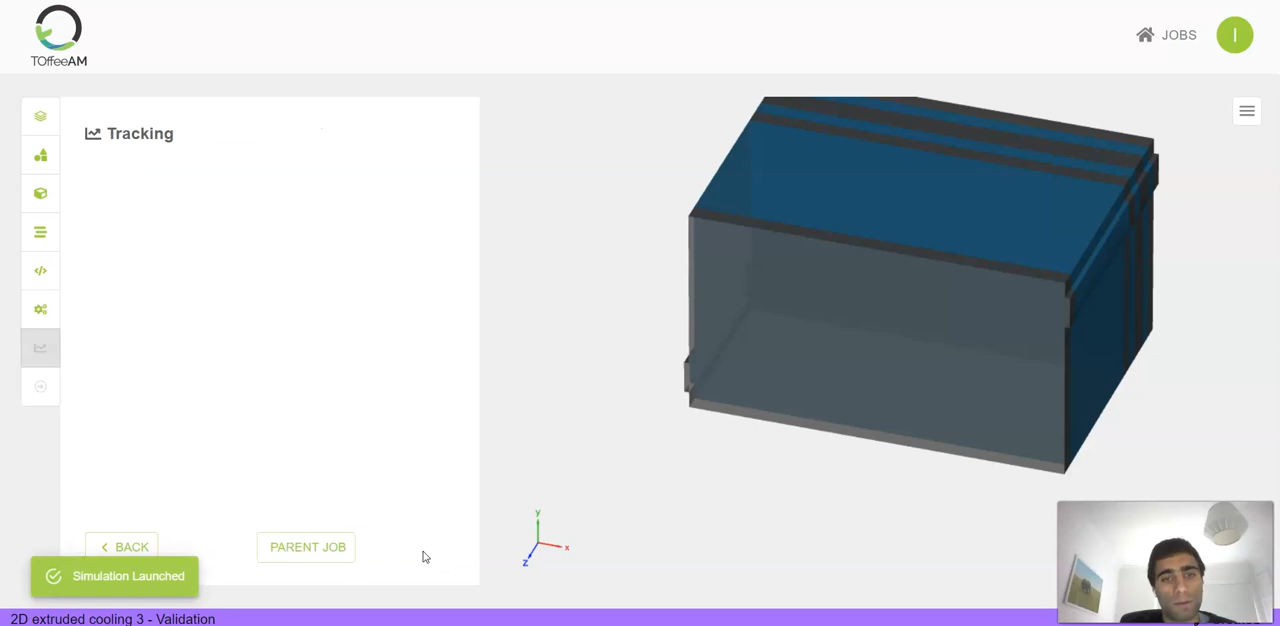 TOffeeAM
JOBS
I
Tracking
y
x
z
BACK
PARENT JOB
Simulation Launched
2D extruded cooling 3 - Validation